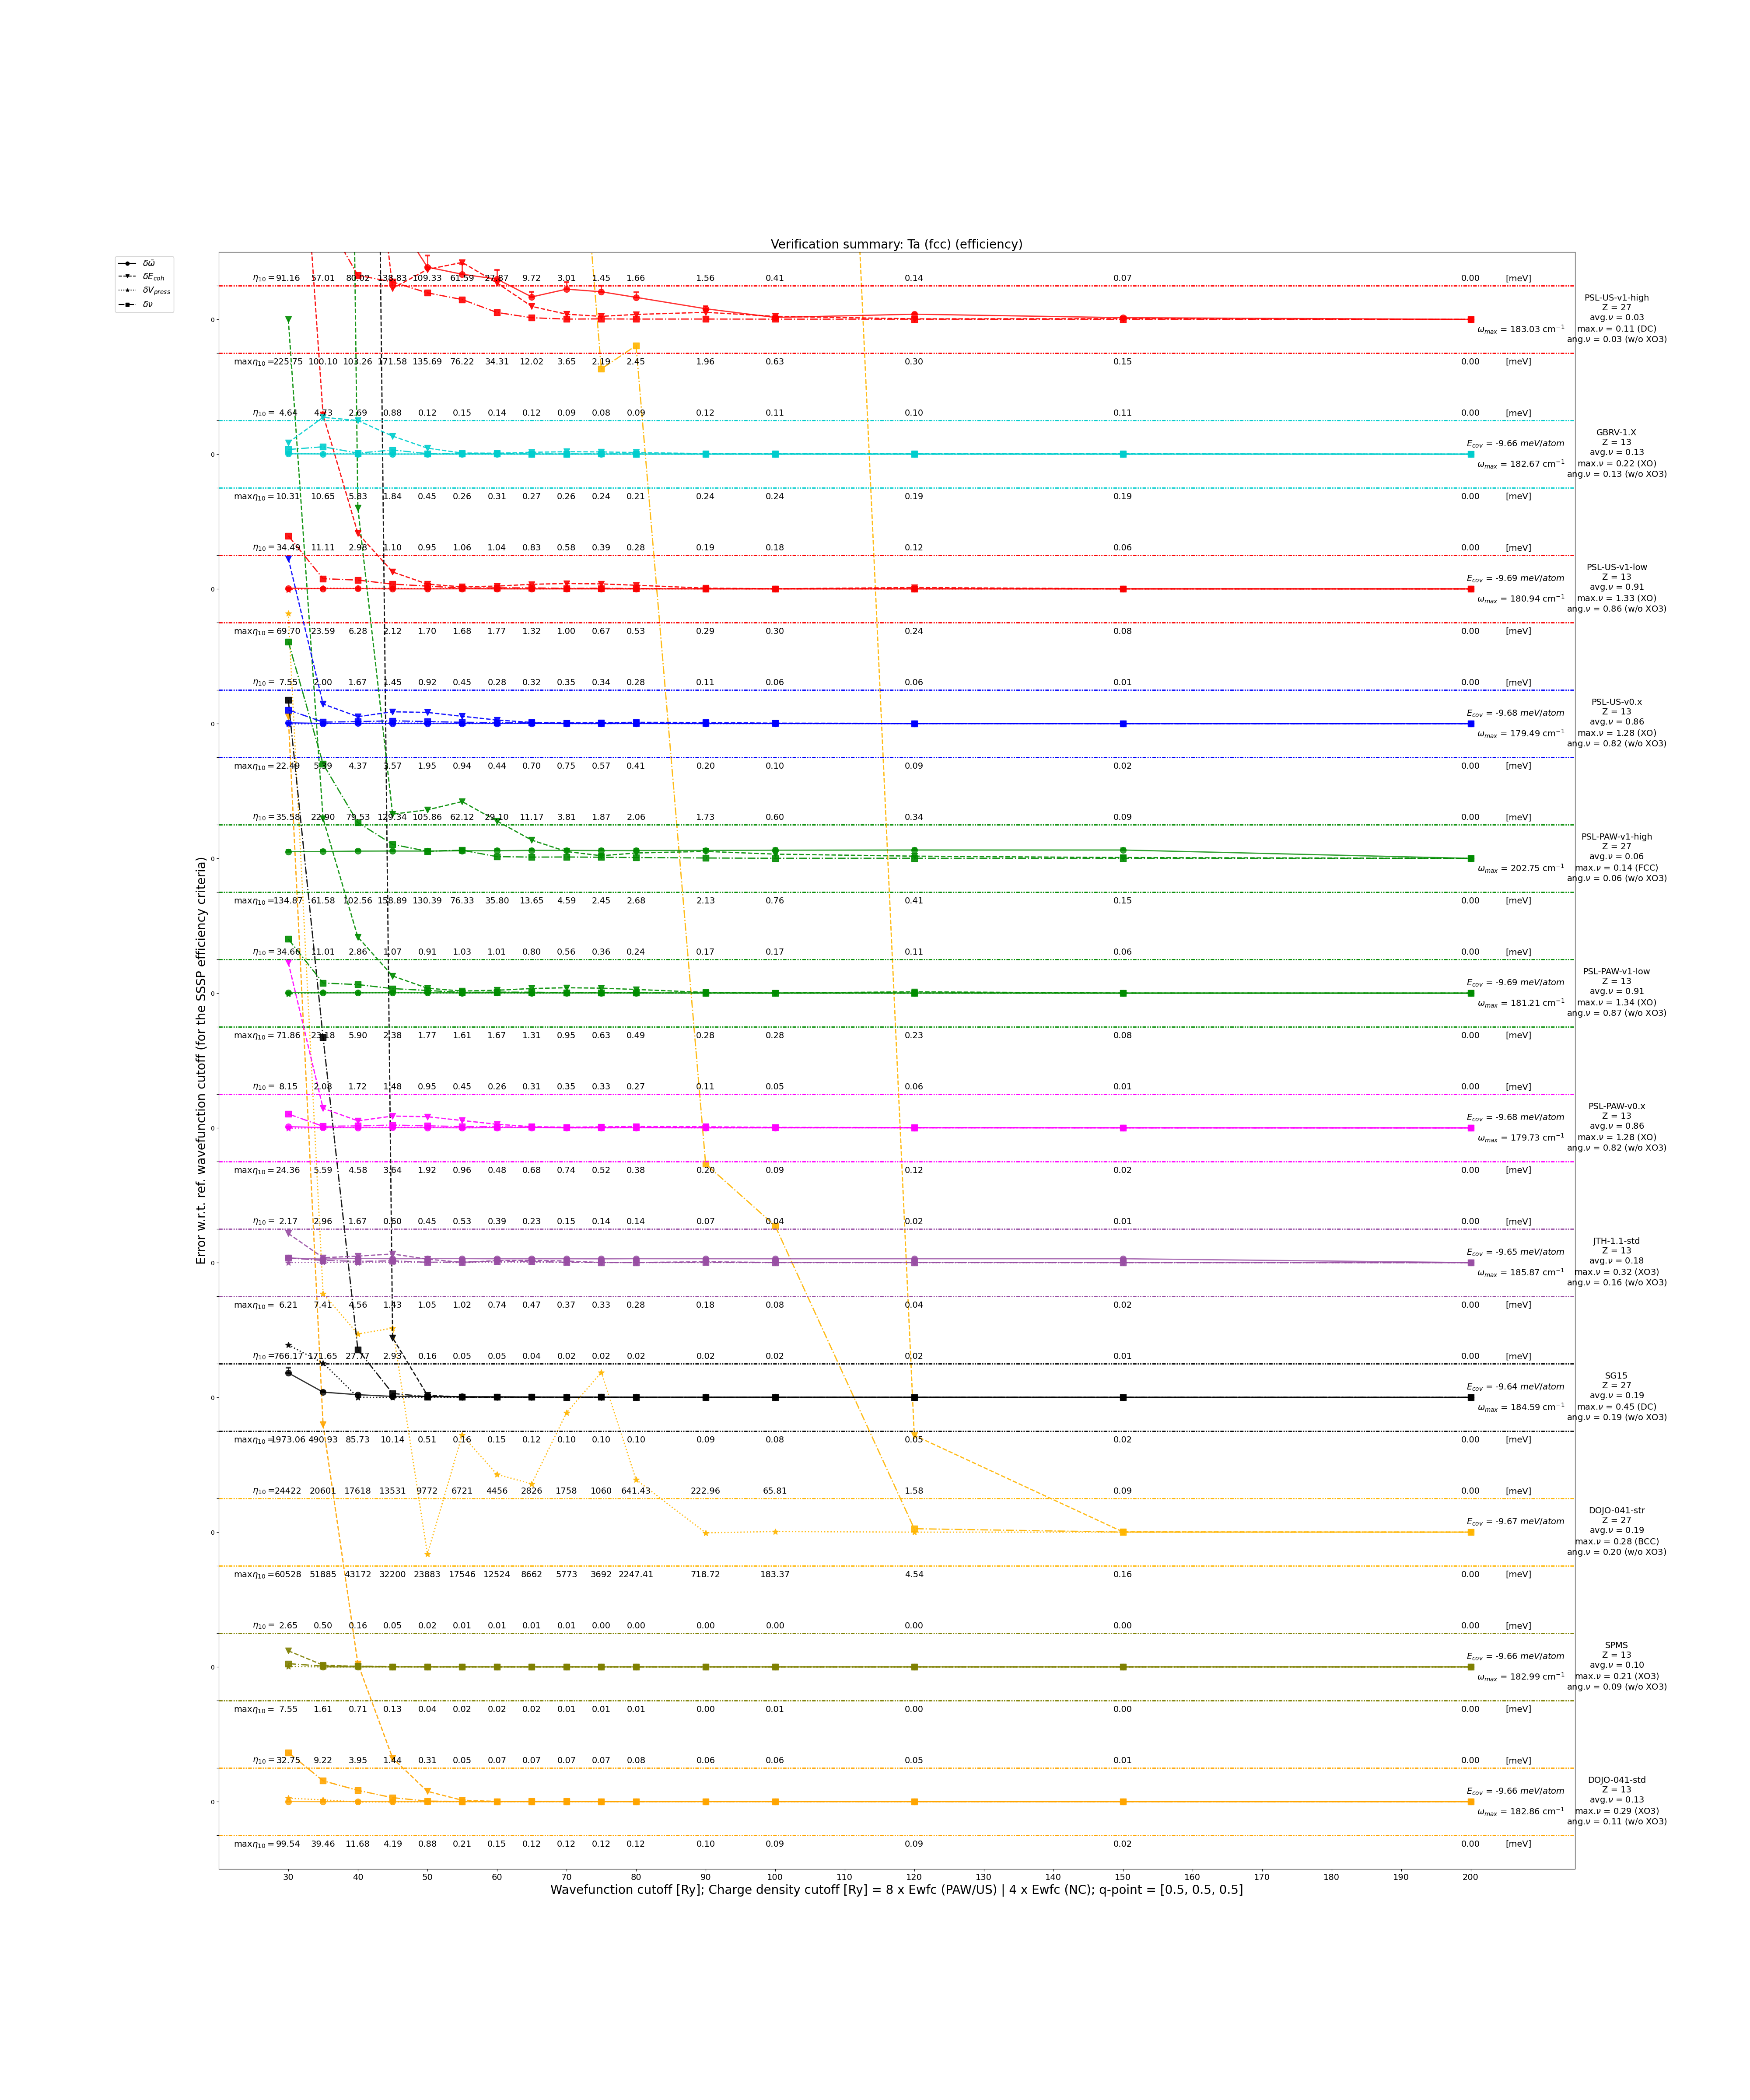 Verification summary: Ta (fcc) (efficiency)
δω̄
δE_coh
δV_press
δν
Error w.r.t. ref. wavefunction cutoff (for the SSSP efficiency criteria)
η₁₀ = 91.16 57.01 80.02 138.83 109.33 61.59 27.87 9.72 3.01 1.45 1.66 1.56 0.41 0.14 0.07 0.00 [meV]
0
PSL-US-v1-high
Z = 27
avg.ν = 0.03
ω_max = 183.03 cm⁻¹ max.ν = 0.11 (DC)
ang.ν = 0.03 (w/o XO3)
maxη₁₀ = 225.75 100.10 103.26 171.58 135.69 76.22 34.31 12.02 3.65 2.19 2.45 1.96 0.63 0.30 0.15 0.00 [meV]
η₁₀ = 4.64 4.73 2.69 0.88 0.12 0.15 0.14 0.12 0.09 0.08 0.09 0.12 0.11 0.10 0.11 0.00 [meV]
0
GBRV-1.X
E_cov = -9.66 meV/atom Z = 13
avg.ν = 0.13
ω_max = 182.67 cm⁻¹ max.ν = 0.22 (XO)
ang.ν = 0.13 (w/o XO3)
maxη₁₀ = 10.31 10.65 5.83 1.84 0.45 0.26 0.31 0.27 0.26 0.24 0.21 0.24 0.24 0.19 0.19 0.00 [meV]
η₁₀ = 34.49 11.11 2.98 1.10 0.95 1.06 1.04 0.83 0.58 0.39 0.28 0.19 0.18 0.12 0.06 0.00 [meV]
0
PSL-US-v1-low
E_cov = -9.69 meV/atom Z = 13
avg.ν = 0.91
ω_max = 180.94 cm⁻¹ max.ν = 1.33 (XO)
ang.ν = 0.86 (w/o XO3)
maxη₁₀ = 69.70 23.59 6.28 2.12 1.70 1.68 1.77 1.32 1.00 0.67 0.53 0.29 0.30 0.24 0.08 0.00 [meV]
η₁₀ = 7.55 2.00 1.67 1.45 0.92 0.45 0.28 0.32 0.35 0.34 0.28 0.11 0.06 0.06 0.01 0.00 [meV]
0
PSL-US-v0.x
E_cov = -9.68 meV/atom Z = 13
avg.ν = 0.86
ω_max = 179.49 cm⁻¹ max.ν = 1.28 (XO)
ang.ν = 0.82 (w/o XO3)
maxη₁₀ = 22.49 4.37 3.57 1.95 0.94 0.44 0.70 0.75 0.57 0.41 0.20 0.10 0.09 0.02 0.00 [meV]
η₁₀ = 35.58 22.90 79.53 129.34 105.86 62.12 29.10 11.17 3.81 1.87 2.06 1.73 0.60 0.34 0.09 0.00 [meV]
0
PSL-PAW-v1-high
Z = 27
avg.ν = 0.06
ω_max = 202.75 cm⁻¹ max.ν = 0.14 (FCC)
ang.ν = 0.06 (w/o XO3)
maxη₁₀ = 134.87 61.58 102.56 158.89 130.39 76.33 35.80 13.65 4.59 2.45 2.68 2.13 0.76 0.41 0.15 0.00 [meV]
η₁₀ = 34.66 11.01 2.86 1.07 0.91 1.03 1.01 0.80 0.56 0.36 0.24 0.17 0.17 0.11 0.06 0.00 [meV]
0
PSL-PAW-v1-low
E_cov = -9.69 meV/atom Z = 13
avg.ν = 0.91
ω_max = 181.21 cm⁻¹ max.ν = 1.34 (XO)
ang.ν = 0.87 (w/o XO3)
maxη₁₀ = 71.86 23.18 5.90 2.38 1.77 1.61 1.67 1.31 0.95 0.63 0.49 0.28 0.28 0.23 0.08 0.00 [meV]
η₁₀ = 8.15 2.08 1.72 1.48 0.95 0.45 0.26 0.31 0.35 0.33 0.27 0.11 0.05 0.06 0.01 0.00 [meV]
0
PSL-PAW-v0.x
E_cov = -9.68 meV/atom Z = 13
avg.ν = 0.86
ω_max = 179.73 cm⁻¹ max.ν = 1.28 (XO)
ang.ν = 0.82 (w/o XO3)
maxη₁₀ = 24.36 5.59 4.58 3.64 1.92 0.96 0.48 0.68 0.74 0.52 0.38 0.20 0.09 0.12 0.02 0.00 [meV]
η₁₀ = 2.17 2.96 1.67 0.60 0.45 0.53 0.39 0.23 0.15 0.14 0.14 0.07 0.04 0.02 0.01 0.00 [meV]
0
JTH-1.1-std
E_cov = -9.65 meV/atom Z = 13
avg.ν = 0.18
ω_max = 185.87 cm⁻¹ max.ν = 0.32 (XO3)
ang.ν = 0.16 (w/o XO3)
maxη₁₀ = 6.21 7.41 4.56 1.43 1.05 1.02 0.74 0.47 0.37 0.33 0.28 0.18 0.08 0.04 0.02 0.00 [meV]
η₁₀ = 766.17 171.65 27.77 2.93 0.16 0.05 0.05 0.04 0.02 0.02 0.02 0.02 0.02 0.02 0.01 0.00 [meV]
0
SG15
E_cov = -9.64 meV/atom Z = 27
avg.ν = 0.19
ω_max = 184.59 cm⁻¹ max.ν = 0.45 (DC)
ang.ν = 0.19 (w/o XO3)
maxη₁₀ = 1973.06 490.93 85.73 10.14 0.51 0.16 0.15 0.12 0.10 0.10 0.10 0.09 0.08 0.05 0.02 0.00 [meV]
η₁₀ = 24422 20601 17618 13531 9772 6721 4456 2826 1758 1060 641.43 222.96 65.81 1.58 0.09 0.00 [meV]
0
DOJO-041-str
E_cov = -9.67 meV/atom Z = 27
avg.ν = 0.19
max.ν = 0.28 (BCC)
ang.ν = 0.20 (w/o XO3)
maxη₁₀ = 60528 51885 43172 32200 23883 17546 12524 8662 5773 3692 2247.41 718.72 183.37 4.54 0.16 0.00 [meV]
η₁₀ = 2.65 0.50 0.16 0.05 0.02 0.01 0.01 0.01 0.01 0.00 0.00 0.00 0.00 0.00 0.00 0.00 [meV]
0
SPMS
E_cov = -9.66 meV/atom Z = 13
avg.ν = 0.10
ω_max = 182.99 cm⁻¹ max.ν = 0.21 (XO3)
ang.ν = 0.09 (w/o XO3)
maxη₁₀ = 7.55 1.61 0.71 0.13 0.04 0.02 0.02 0.02 0.01 0.01 0.01 0.00 0.01 0.00 0.00 0.00 [meV]
η₁₀ = 32.75 9.22 3.95 1.44 0.31 0.05 0.07 0.07 0.07 0.07 0.08 0.06 0.06 0.05 0.01 0.00 [meV]
0
DOJO-041-std
E_cov = -9.66 meV/atom Z = 13
avg.ν = 0.13
ω_max = 182.86 cm⁻¹ max.ν = 0.29 (XO3)
ang.ν = 0.11 (w/o XO3)
maxη₁₀ = 99.54 39.46 11.68 4.19 0.88 0.21 0.15 0.12 0.12 0.12 0.12 0.10 0.09 0.09 0.02 0.00 [meV]
30 40 50 60 70 80 90 100 110 120 130 140 150 160 170 180 190 200
Wavefunction cutoff [Ry]; Charge density cutoff [Ry] = 8 x Ewfc (PAW/US) | 4 x Ewfc (NC); q-point = [0.5, 0.5, 0.5]